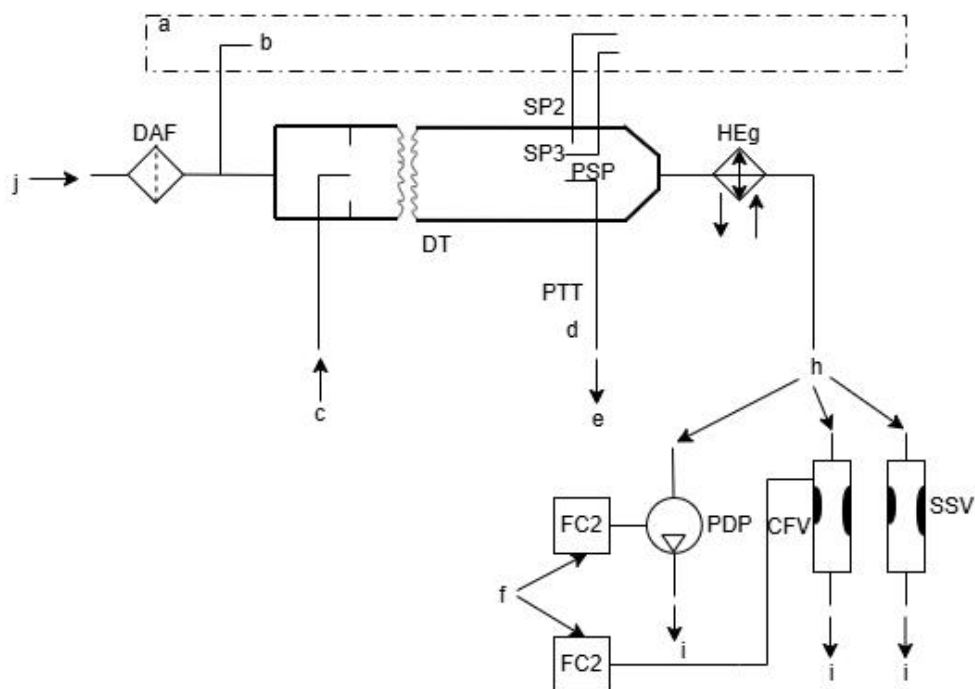 a
b
SP2
DAF
HEg
SP3
PSP
j
DT
PTT
d
h
c
e
FC2
PDP
CFV
SSV
f
i
i
i
FC2